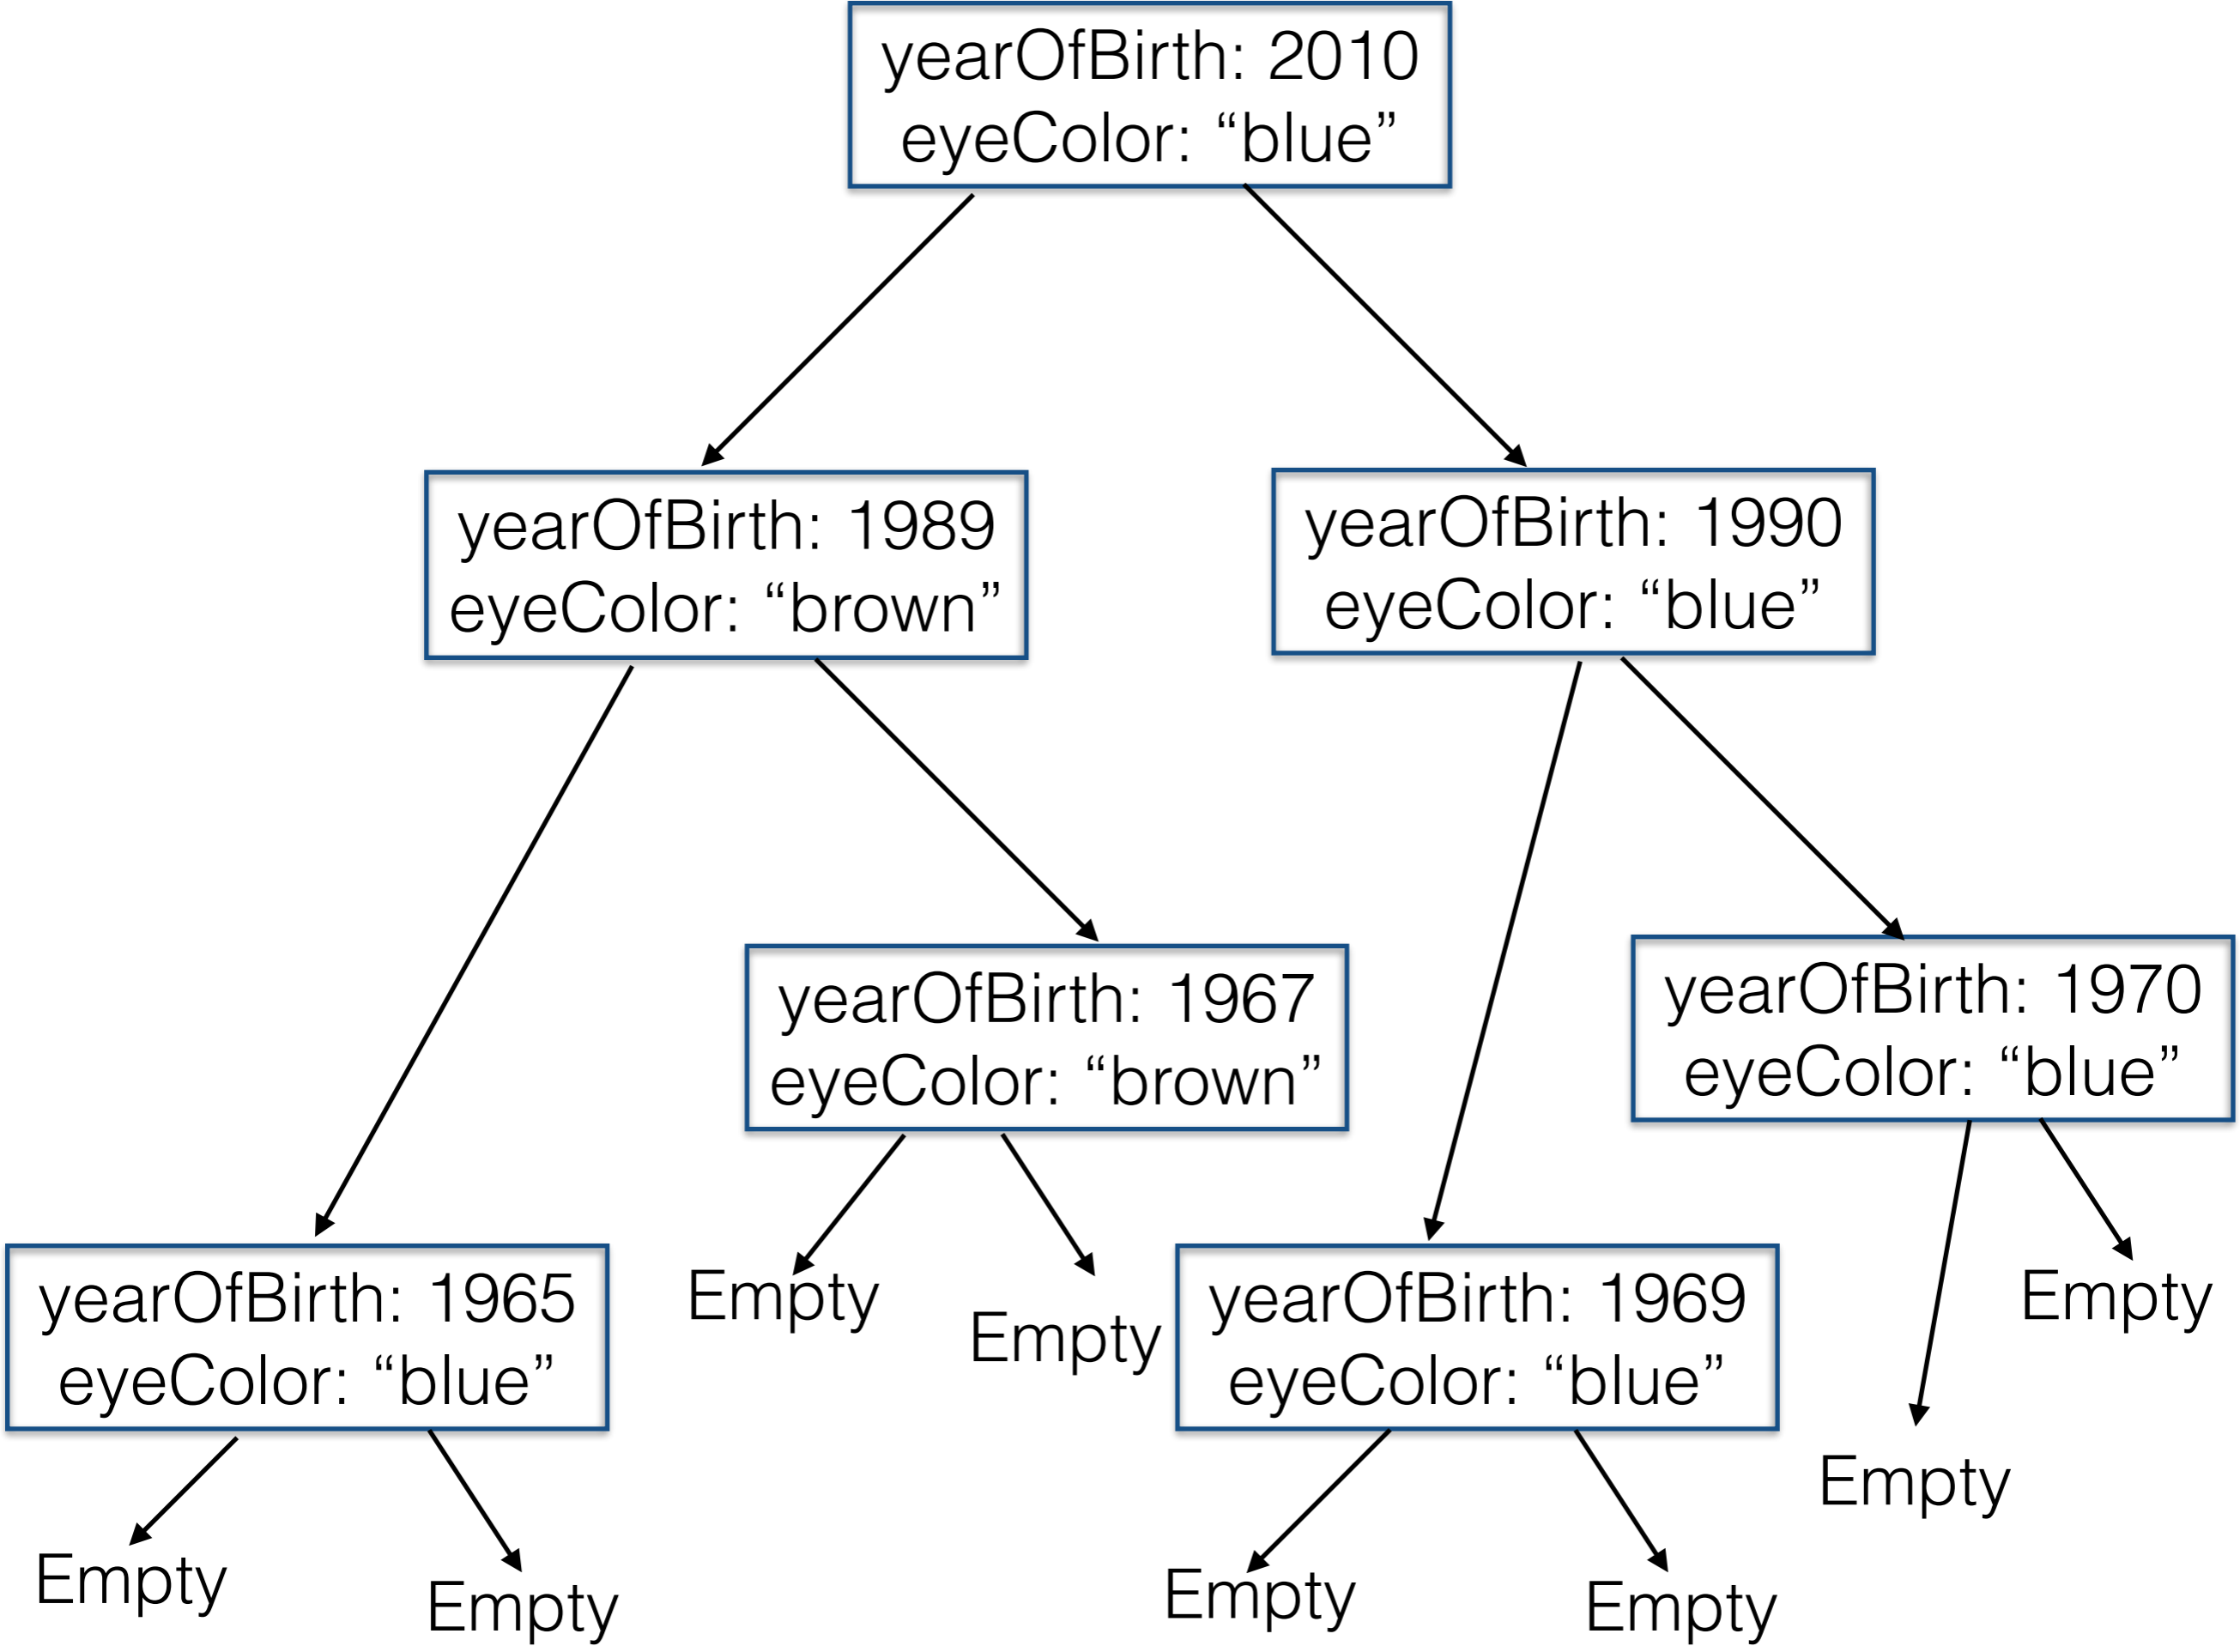 yearOfBirth: 2010
eyeColor: “blue”
yearOfBirth: 1989
eyeColor: “brown”
yearOfBirth: 1990
eyeColor: “blue”
yearOfBirth: 1967
eyeColor: “brown”
yearOfBirth: 1970
eyeColor: “blue”
yearOfBirth: 1965
eyeColor: “blue”
Empty
Empty
yearOfBirth: 1969
eyeColor: “blue”
Empty
Empty
Empty
Empty
Empty
Empty